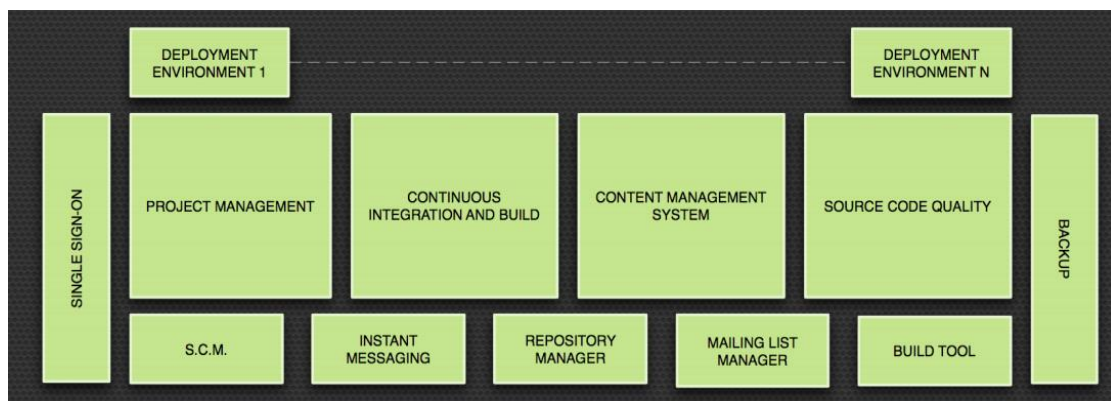 DEPLOYMENT
ENVIRONMENT 1
DEPLOYMENT
ENVIRONMENT N
SINGLE SIGN-ON
PROJECT MANAGEMENT
CONTINUOUS
INTEGRATION AND BUILD
CONTENT MANAGEMENT
SYSTEM
SOURCE CODE QUALITY
BACKUP
S.C.M.
INSTANT
MESSAGING
REPOSITORY
MANAGER
MAILING LIST
MANAGER
BUILD TOOL